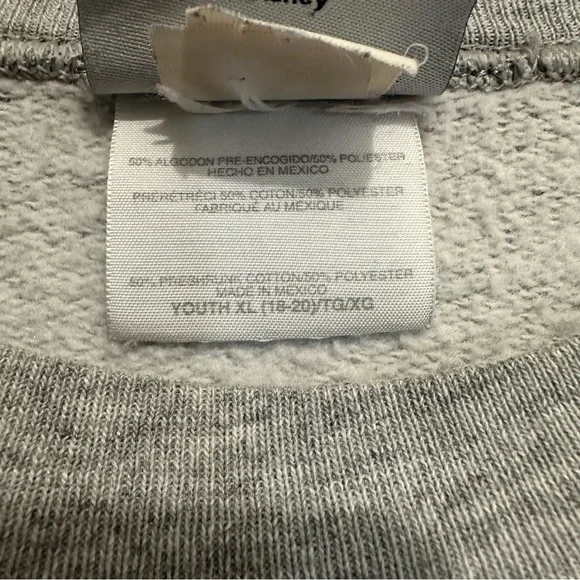 50% ALGODON PRE-ENCOGIDO/50% POLIESTER
HECHO EN MEXICO
PRÉRÉTRÉCI 50% COTON/50% POLYESTER
FABRIQUÉ AU MEXIQUE
50% PRESHRUNK COTTON/50% POLYESTER
MADE IN MEXICO
YOUTH XL (18-20)/TG/XG